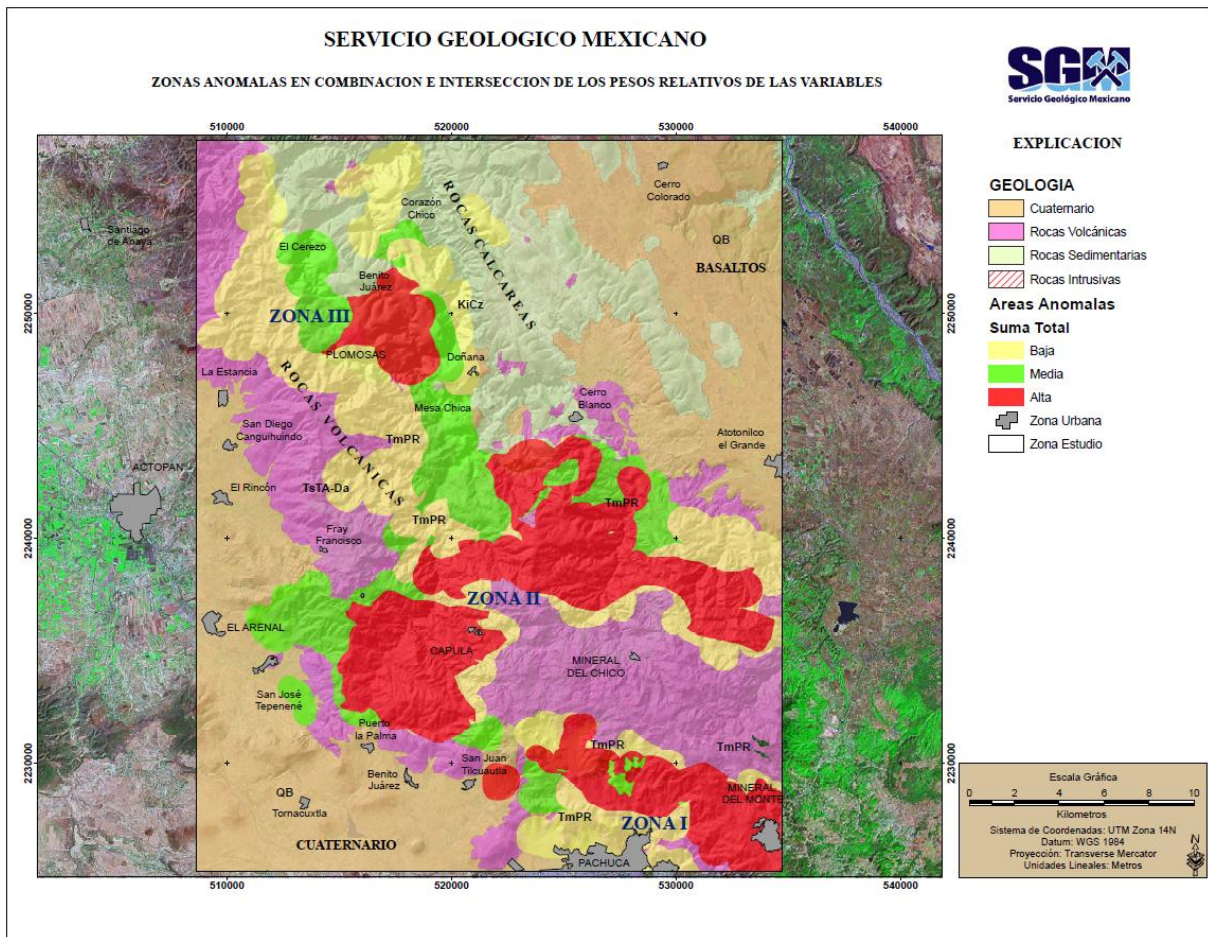 SERVICIO GEOLOGICO MEXICANO
ZONAS ANOMALAS EN COMBINACION E INTERSECCION DE LOS PESOS RELATIVOS DE LAS VARIABLES
SGM
Servicio Geológico Mexicano
510000
520000
530000
540000
EXPLICACION
GEOLOGIA
Cuaternario
Rocas Volcánicas
Rocas Sedimentarias
Rocas Intrusivas
Areas Anomalas
Suma Total
Baja
Media
Alta
Zona Urbana
Zona Estudio
Cerro
Colorado
Corazón
Chico
ROCAS CALCAREAS
Santiago
de Anaya
El Cerezo
QB
BASALTOS
Benito
Juárez
KiCz
2250000
2250000
ZONA III
PLOMOSAS
Doñana
La Estancia
ROCAS VOLCANICAS
Mesa Chica
Cerro
Blanco
San Diego
Canguihuindo
TmPR
Atotonilco
el Grande
ACTOPAN
El Rincón
TsTA-Da
TmPR
TmPR
Fray
Francisco
2240000
2240000
ZONA II
EL ARENAL
CAPULA
MINERAL
DEL CHICO
San José
Tepenené
Puerto
la Palma
TmPR
TmPR
San Juan
Tilcuautla
2230000
2230000
Benito
Juárez
QB
Tornacuxtla
MINERAL
DEL MONTE
TmPR
ZONA I
CUATERNARIO
PACHUCA
510000
520000
530000
540000
Escala Gráfica
0 2 4 6 8 10
Kilometros
Sistema de Coordenadas: UTM Zona 14N
Datum: WGS 1984
Proyección: Transverse Mercator
Unidades Lineales: Metros
N